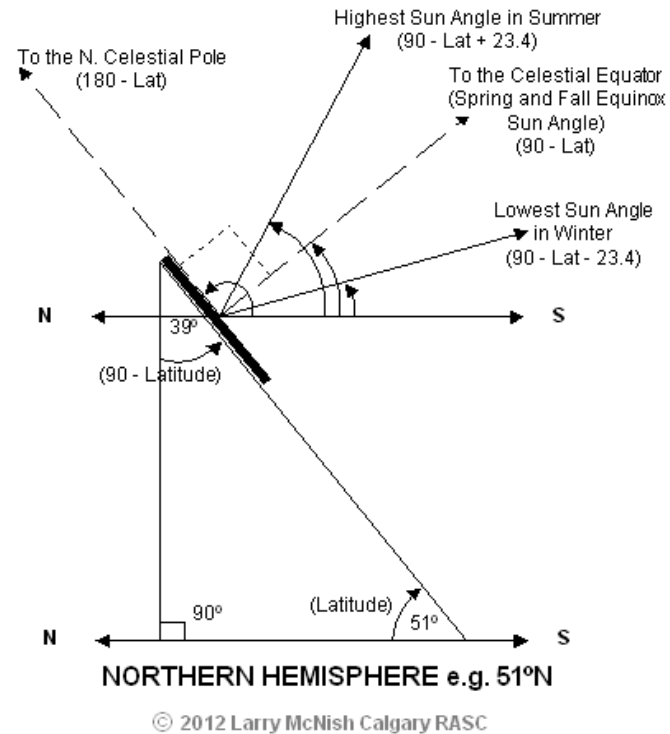 Highest Sun Angle in Summer
(90 - Lat + 23.4)
To the N. Celestial Pole
(180 - Lat)
To the Celestial Equator
(Spring and Fall Equinox
Sun Angle)
(90 - Lat)
Lowest Sun Angle
in Winter
(90 - Lat - 23.4)
N
S
39º
(90 - Latitude)
(Latitude)
90º
51º
N
S
NORTHERN HEMISPHERE e.g. 51ºN
© 2012 Larry McNish Calgary RASC